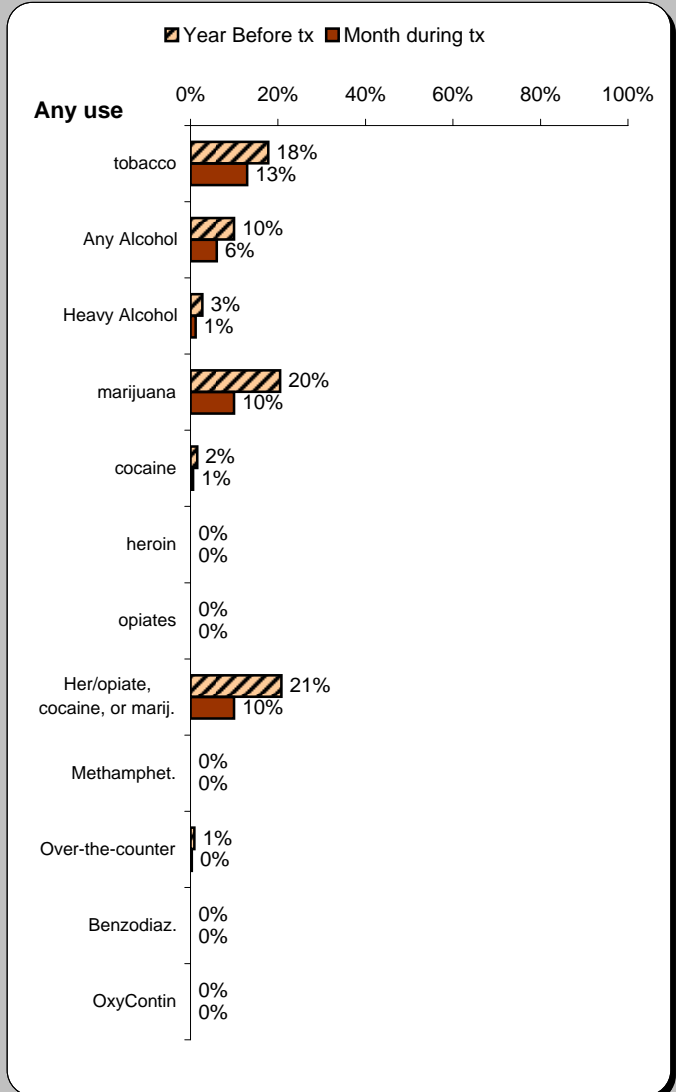 Year Before tx Month during tx
0% 20% 40% 60% 80% 100%
Any use
tobacco 18%
13%
Any Alcohol 10%
6%
Heavy Alcohol 3%
1%
marijuana 20%
10%
cocaine 2%
1%
heroin 0%
0%
opiates 0%
0%
Her/opiate, 21%
cocaine, or marij. 10%
Methamphet. 0%
0%
Over-the-counter 1%
0%
Benzodiaz. 0%
0%
OxyContin 0%
0%